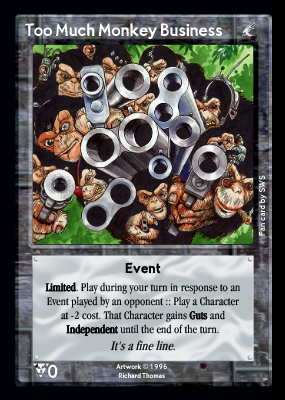 Too Much Monkey Business
Fan card by SWS
Event
Limited. Play during your turn in response to an
Event played by an opponent :: Play a Character
at -2 cost. That Character gains Guts and
Independent until the end of the turn.
It's a fine line.
0
Artwork © 1996
Richard Thomas